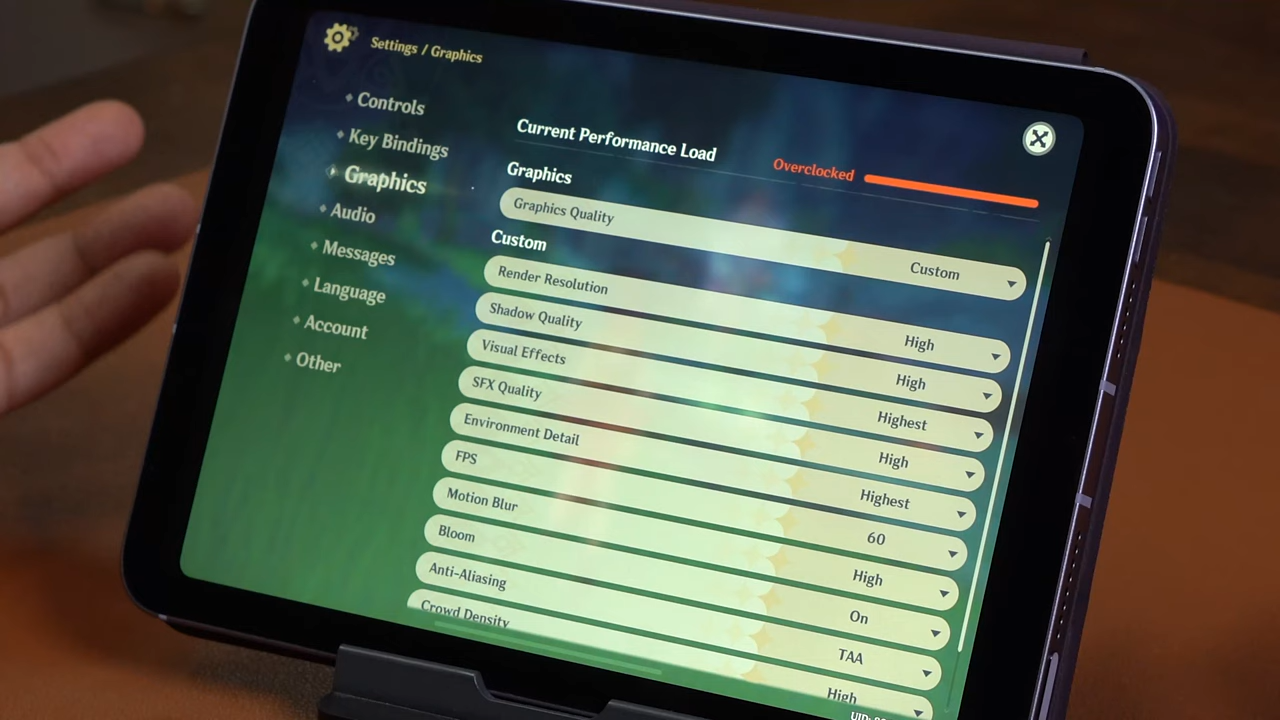 Settings / Graphics
Controls
Key Bindings
Graphics
Audio
Messages
Language
Account
Other
Current Performance Load
Overclocked
Graphics
Graphics Quality
Custom
Custom
Render Resolution
High
Shadow Quality
High
Visual Effects
Highest
SFX Quality
High
Environment Detail
Highest
FPS
60
Motion Blur
High
Bloom
On
Anti-Aliasing
TAA
Crowd Density
High